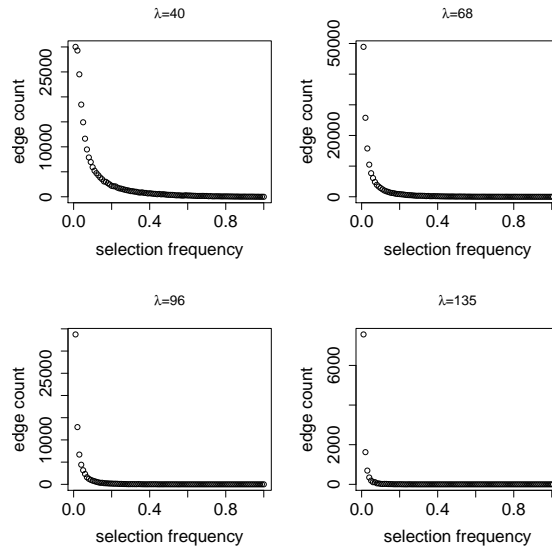 λ=40
edge count
0
10000
25000
0.0
0.4
0.8
selection frequency
λ=68
edge count
0
20000
50000
0.0
0.4
0.8
selection frequency
λ=96
edge count
0
10000
25000
0.0
0.4
0.8
selection frequency
λ=135
edge count
0
2000
6000
0.0
0.4
0.8
selection frequency